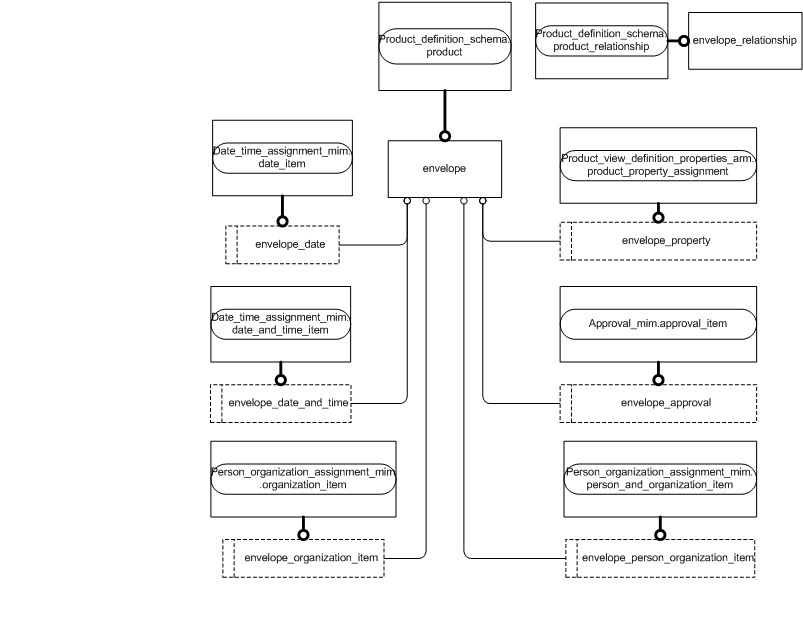 Product_definition_schema.
product
Product_definition_schema.
product_relationship
envelope_relationship
Date_time_assignment_mim.
date_item
envelope
Product_view_definition_properties_arm.
product_property_assignment
envelope_date
envelope_property
Date_time_assignment_mim.
date_and_time_item
Approval_mim.approval_item
envelope_date_and_time
envelope_approval
Person_organization_assignment_mim
.organization_item
Person_organization_assignment_mim.
person_and_organization_item
envelope_organization_item
envelope_person_organization_item